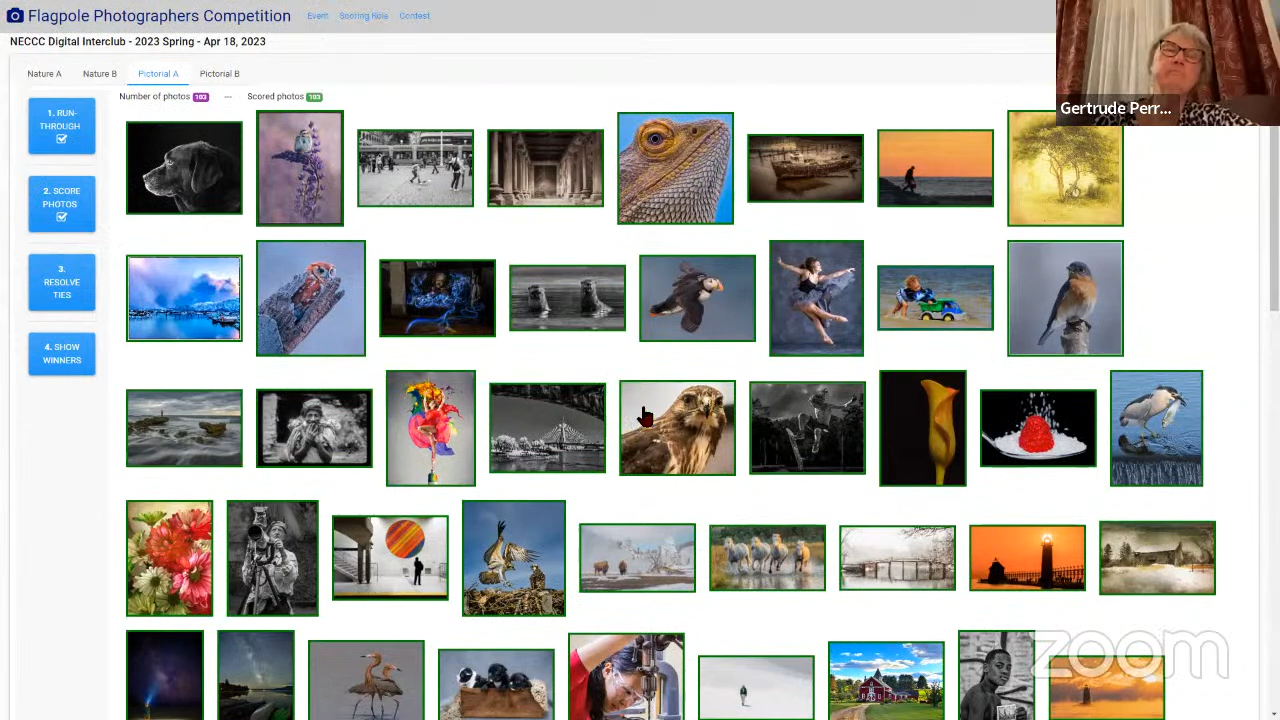 Flagpole Photographers Competition
Event Scoring Role Contest
NECCC Digital Interclub - 2023 Spring - Apr 18, 2023
Nature A Nature B Pictorial A Pictorial B
Number of photos 103 --- Scored photos 103
1. RUN-
THROUGH
2. SCORE
PHOTOS
3.
RESOLVE
TIES
4. SHOW
WINNERS
Gertrude Perr...
zoom